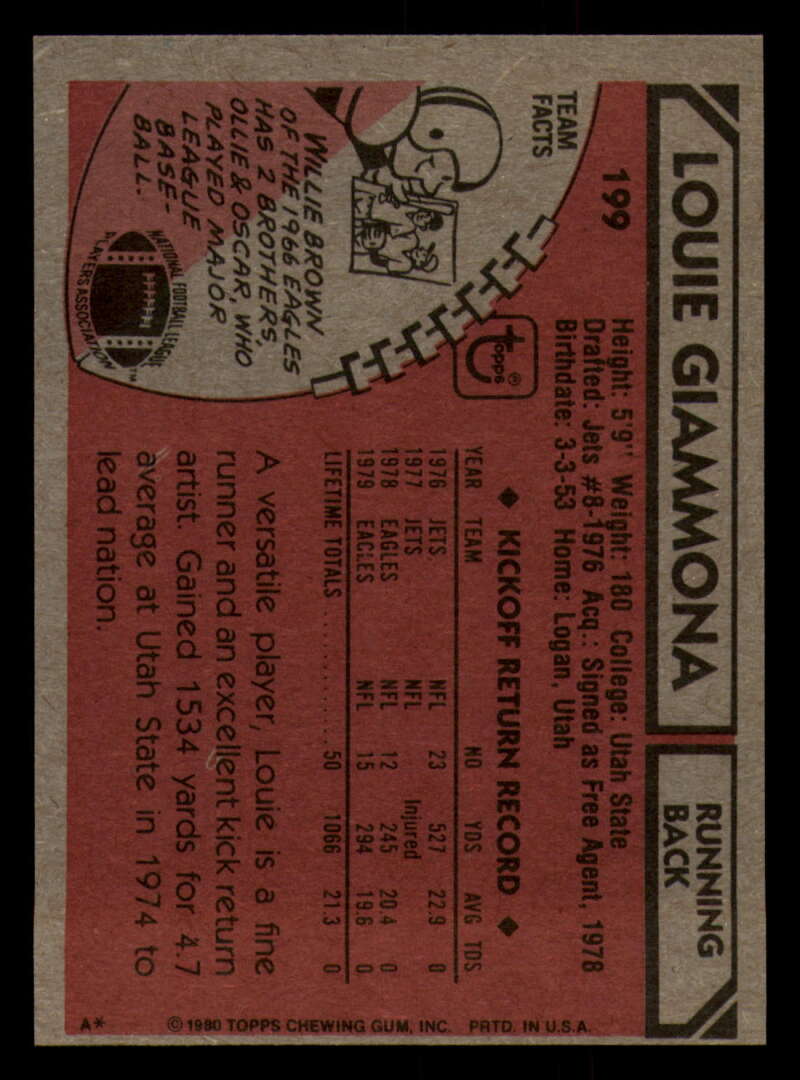 LOUIE GIAMMONA
RUNNING
BACK
199
Height: 5'9" Weight: 180 College: Utah State
Drafted: Jets #8-1976 Acq.: Signed as Free Agent, 1978
Birthdate: 3-3-53 Home: Logan, Utah
TEAM
FACTS
WILLIE BROWN
OF THE 1966 EAGLES
HAS 2 BROTHERS,
OLLIE & OSCAR, WHO
PLAYED MAJOR
LEAGUE
BASE-
BALL.
NATIONAL FOOTBALL LEAGUE
PLAYERS ASSOCIATION
TM
Topps®
◆ KICKOFF RETURN RECORD ◆
YEAR TEAM NO YDS AVG TDS
1976 JETS NFL 23 527 22.9 0
1977 JETS NFL Injured
1978 EAGLES NFL 12 245 20.4 0
1979 EAGLES NFL 15 294 19.6 0
LIFETIME TOTALS 50 1066 21.3 0
A versatile player, Louie is a fine
runner and an excellent kick return
artist. Gained 1534 yards for 4.7
average at Utah State in 1974 to
lead nation.
A* © 1980 TOPPS CHEWING GUM, INC. PRTD. IN U.S.A.